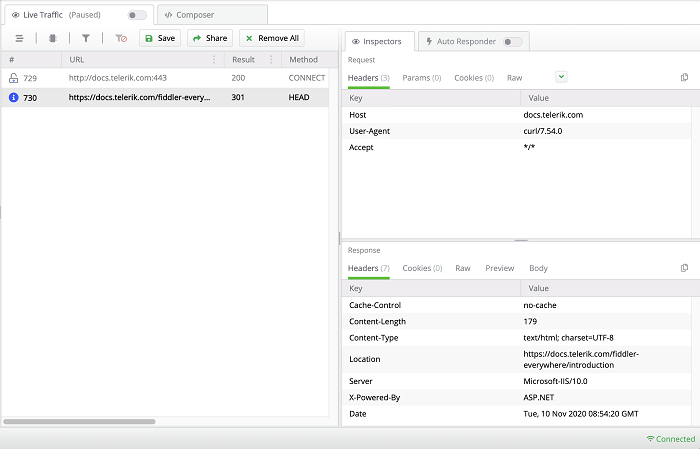 Live Traffic (Paused)
Composer
Save
Share
Remove All
# URL Result Method
729 http://docs.telerik.com:443 200 CONNECT
730 https://docs.telerik.com/fiddler-every... 301 HEAD
Inspectors
Auto Responder
Request
Headers (3) Params (0) Cookies (0) Raw
Key Value
Host docs.telerik.com
User-Agent curl/7.54.0
Accept */*
Response
Headers (7) Cookies (0) Raw Preview Body
Key Value
Cache-Control no-cache
Content-Length 179
Content-Type text/html; charset=UTF-8
Location https://docs.telerik.com/fiddler-
everywhere/introduction
Server Microsoft-IIS/10.0
X-Powered-By ASP.NET
Date Tue, 10 Nov 2020 08:54:20 GMT
Connected